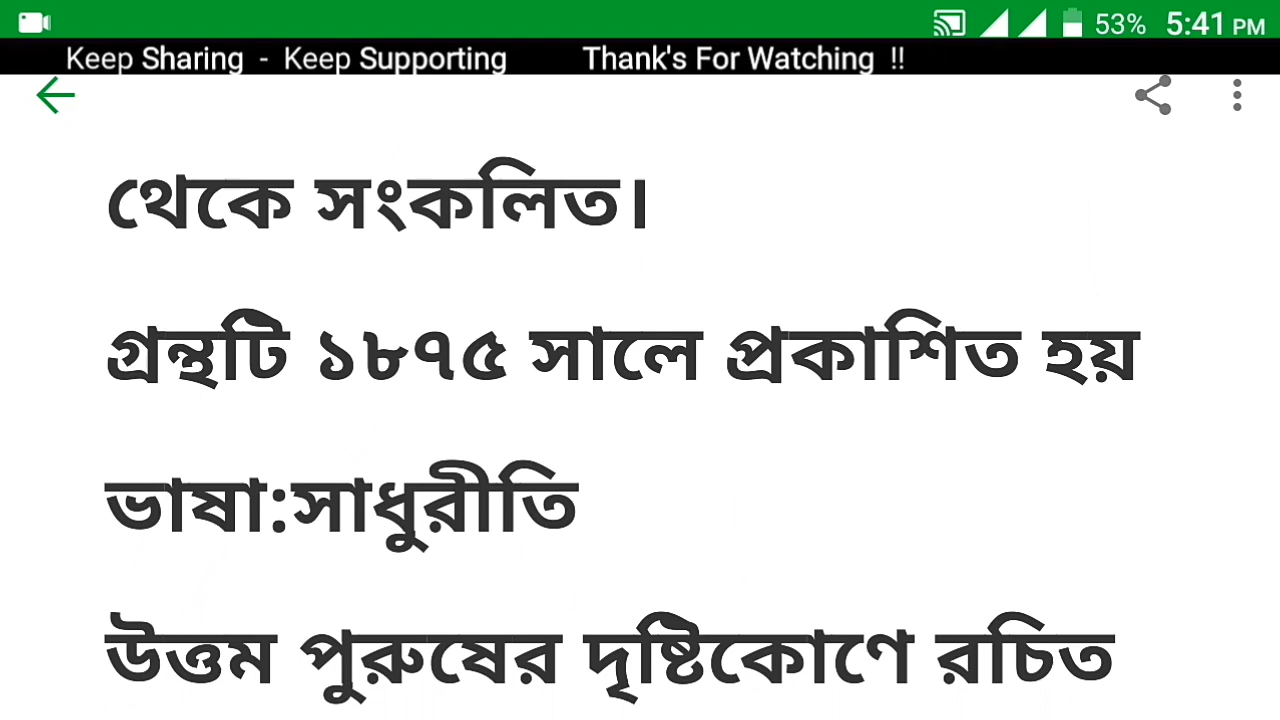 53% 5:41 PM
Keep Sharing - Keep Supporting Thank's For Watching !!
থেকে সংকলিত।
গ্রন্থটি ১৮৭৫ সালে প্রকাশিত হয়
ভাষা:সাধুরীতি
উত্তম পুরুষের দৃষ্টিকোণে রচিত